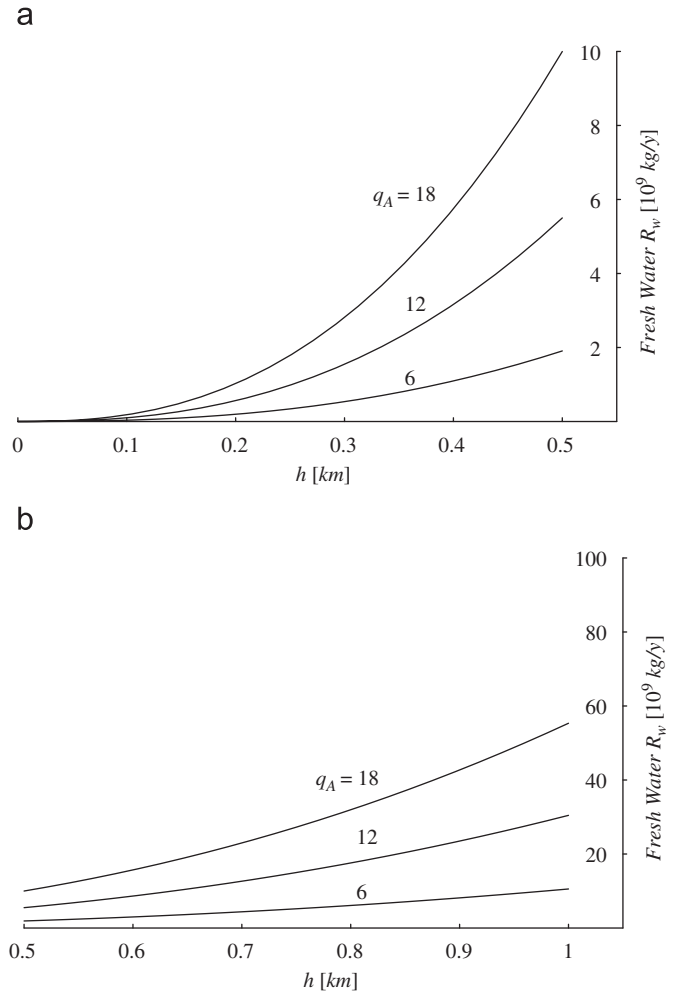 a
10
8
6
4
2
Fresh Water R_w [10^9 kg/y]
q_A = 18
12
6
0 0.1 0.2 0.3 0.4 0.5
h [km]
b
100
80
60
40
20
Fresh Water R_w [10^9 kg/y]
q_A = 18
12
6
0.5 0.6 0.7 0.8 0.9 1
h [km]